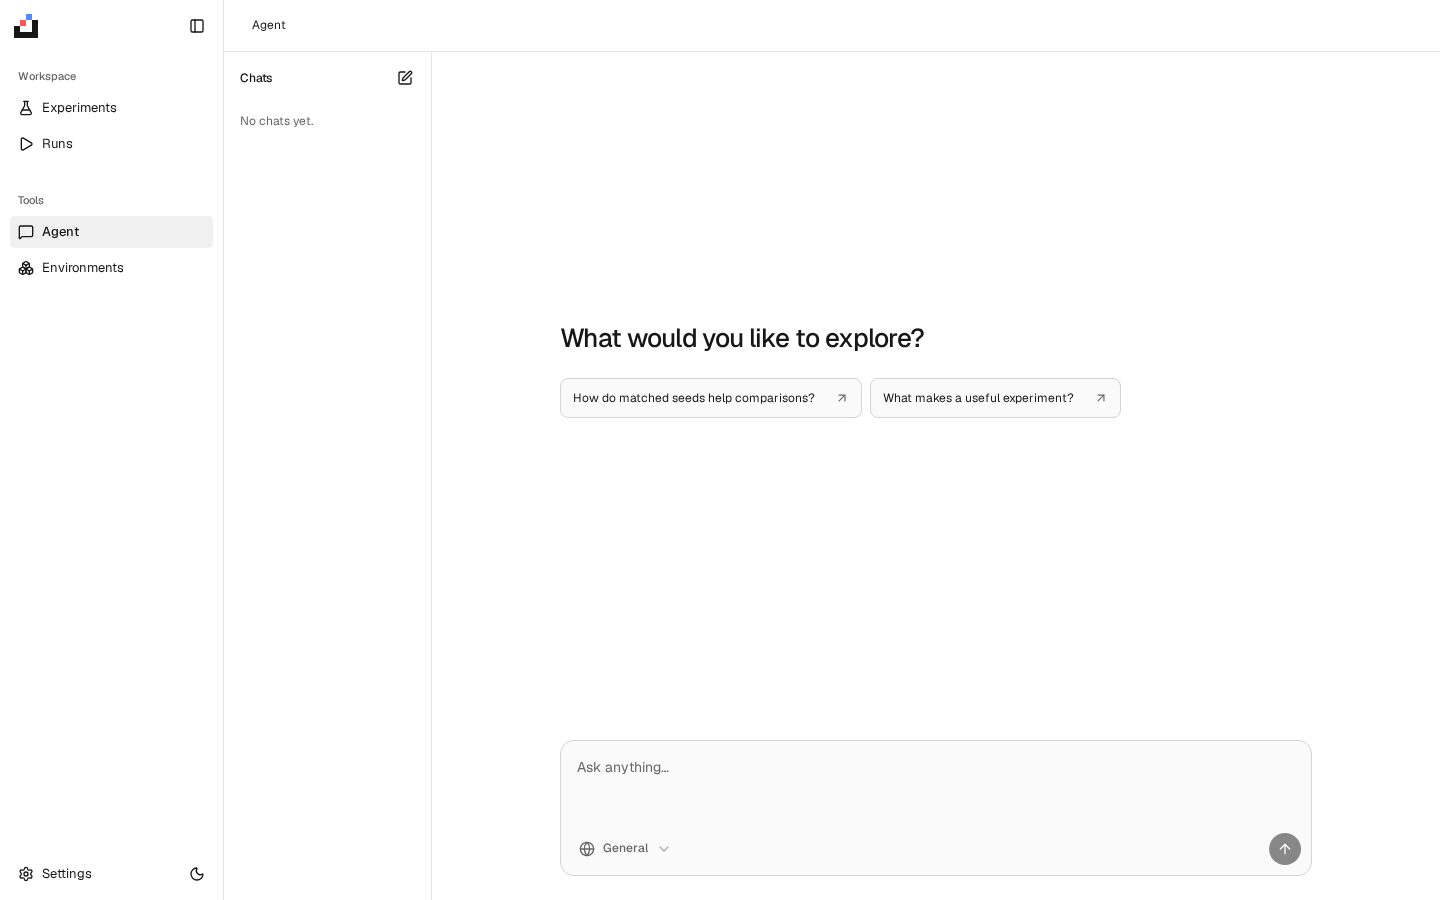 Agent
Workspace
Experiments
Runs
Tools
Agent
Environments
Settings
Chats
No chats yet.
What would you like to explore?
How do matched seeds help comparisons?
What makes a useful experiment?
Ask anything...
General